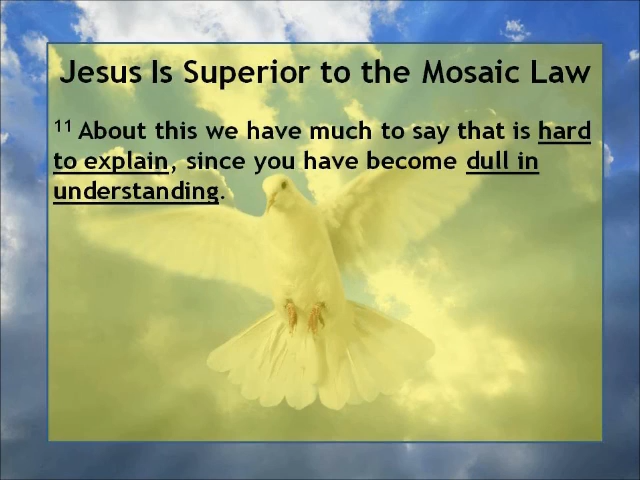 Jesus Is Superior to the Mosaic Law
11 About this we have much to say that is hard
to explain, since you have become dull in
understanding.